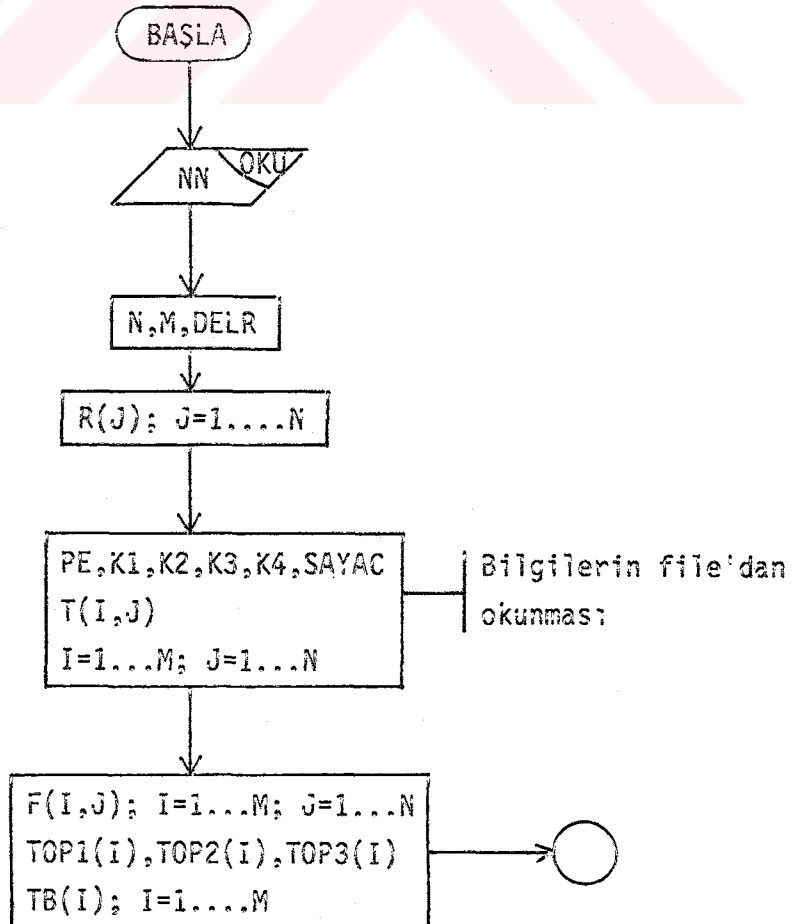 BAŞLA
NN
OKU
N,M,DELR
R(J); J=1....N
PE,K1,K2,K3,K4,SAYAC
T(I,J)
I=1...M; J=1...N
Bilgilerin file'dan
okunması
F(I,J); I=1...M; J=1...N
TOP1(I),TOP2(I),TOP3(I)
TB(I); I=1....M